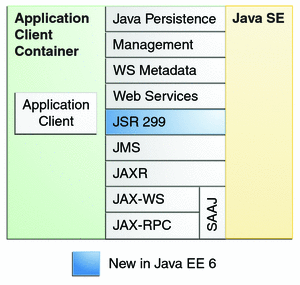 Application
Client
Container
Application
Client
Java Persistence
Management
WS Metadata
Web Services
JSR 299
JMS
JAXR
JAX-WS
JAX-RPC
SAAJ
Java SE
New in Java EE 6